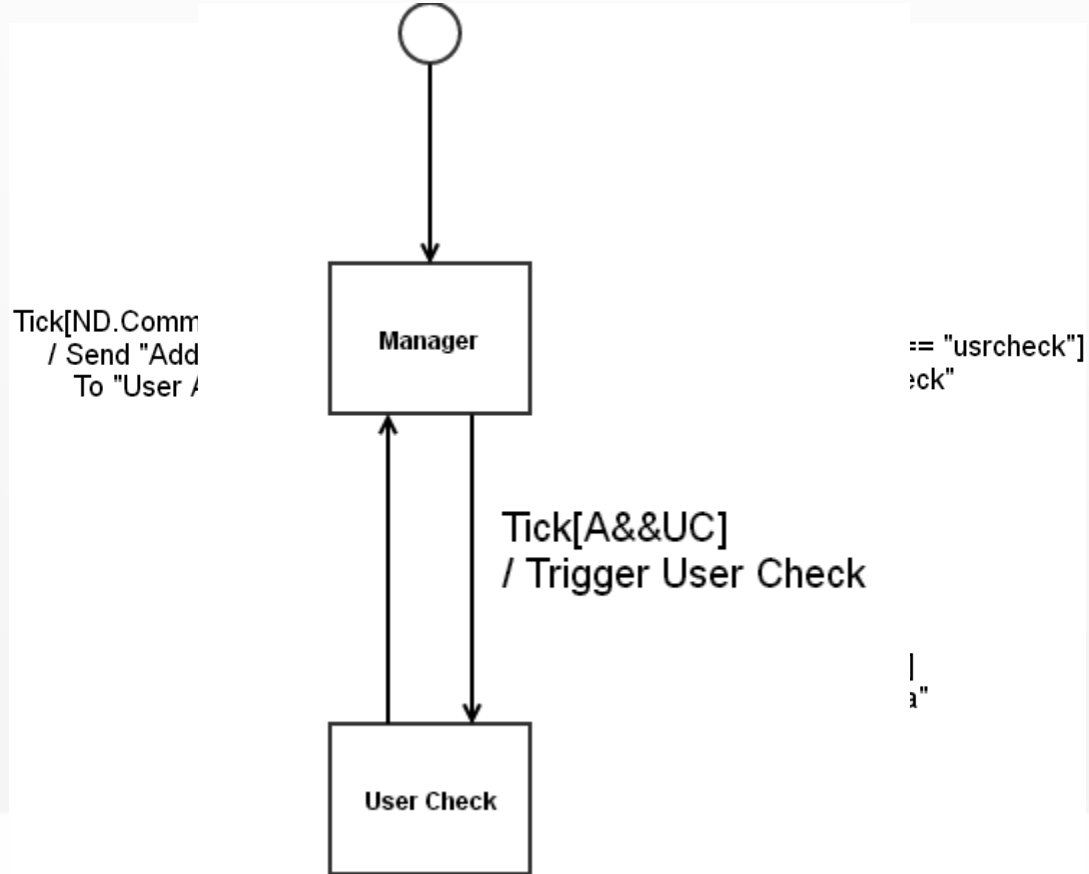 Tick[ND.Comm
/ Send "Add
To "User
Manager
== "usrcheck"]
eck"
Tick[A&&UC]
/ Trigger User Check
]
a"
User Check